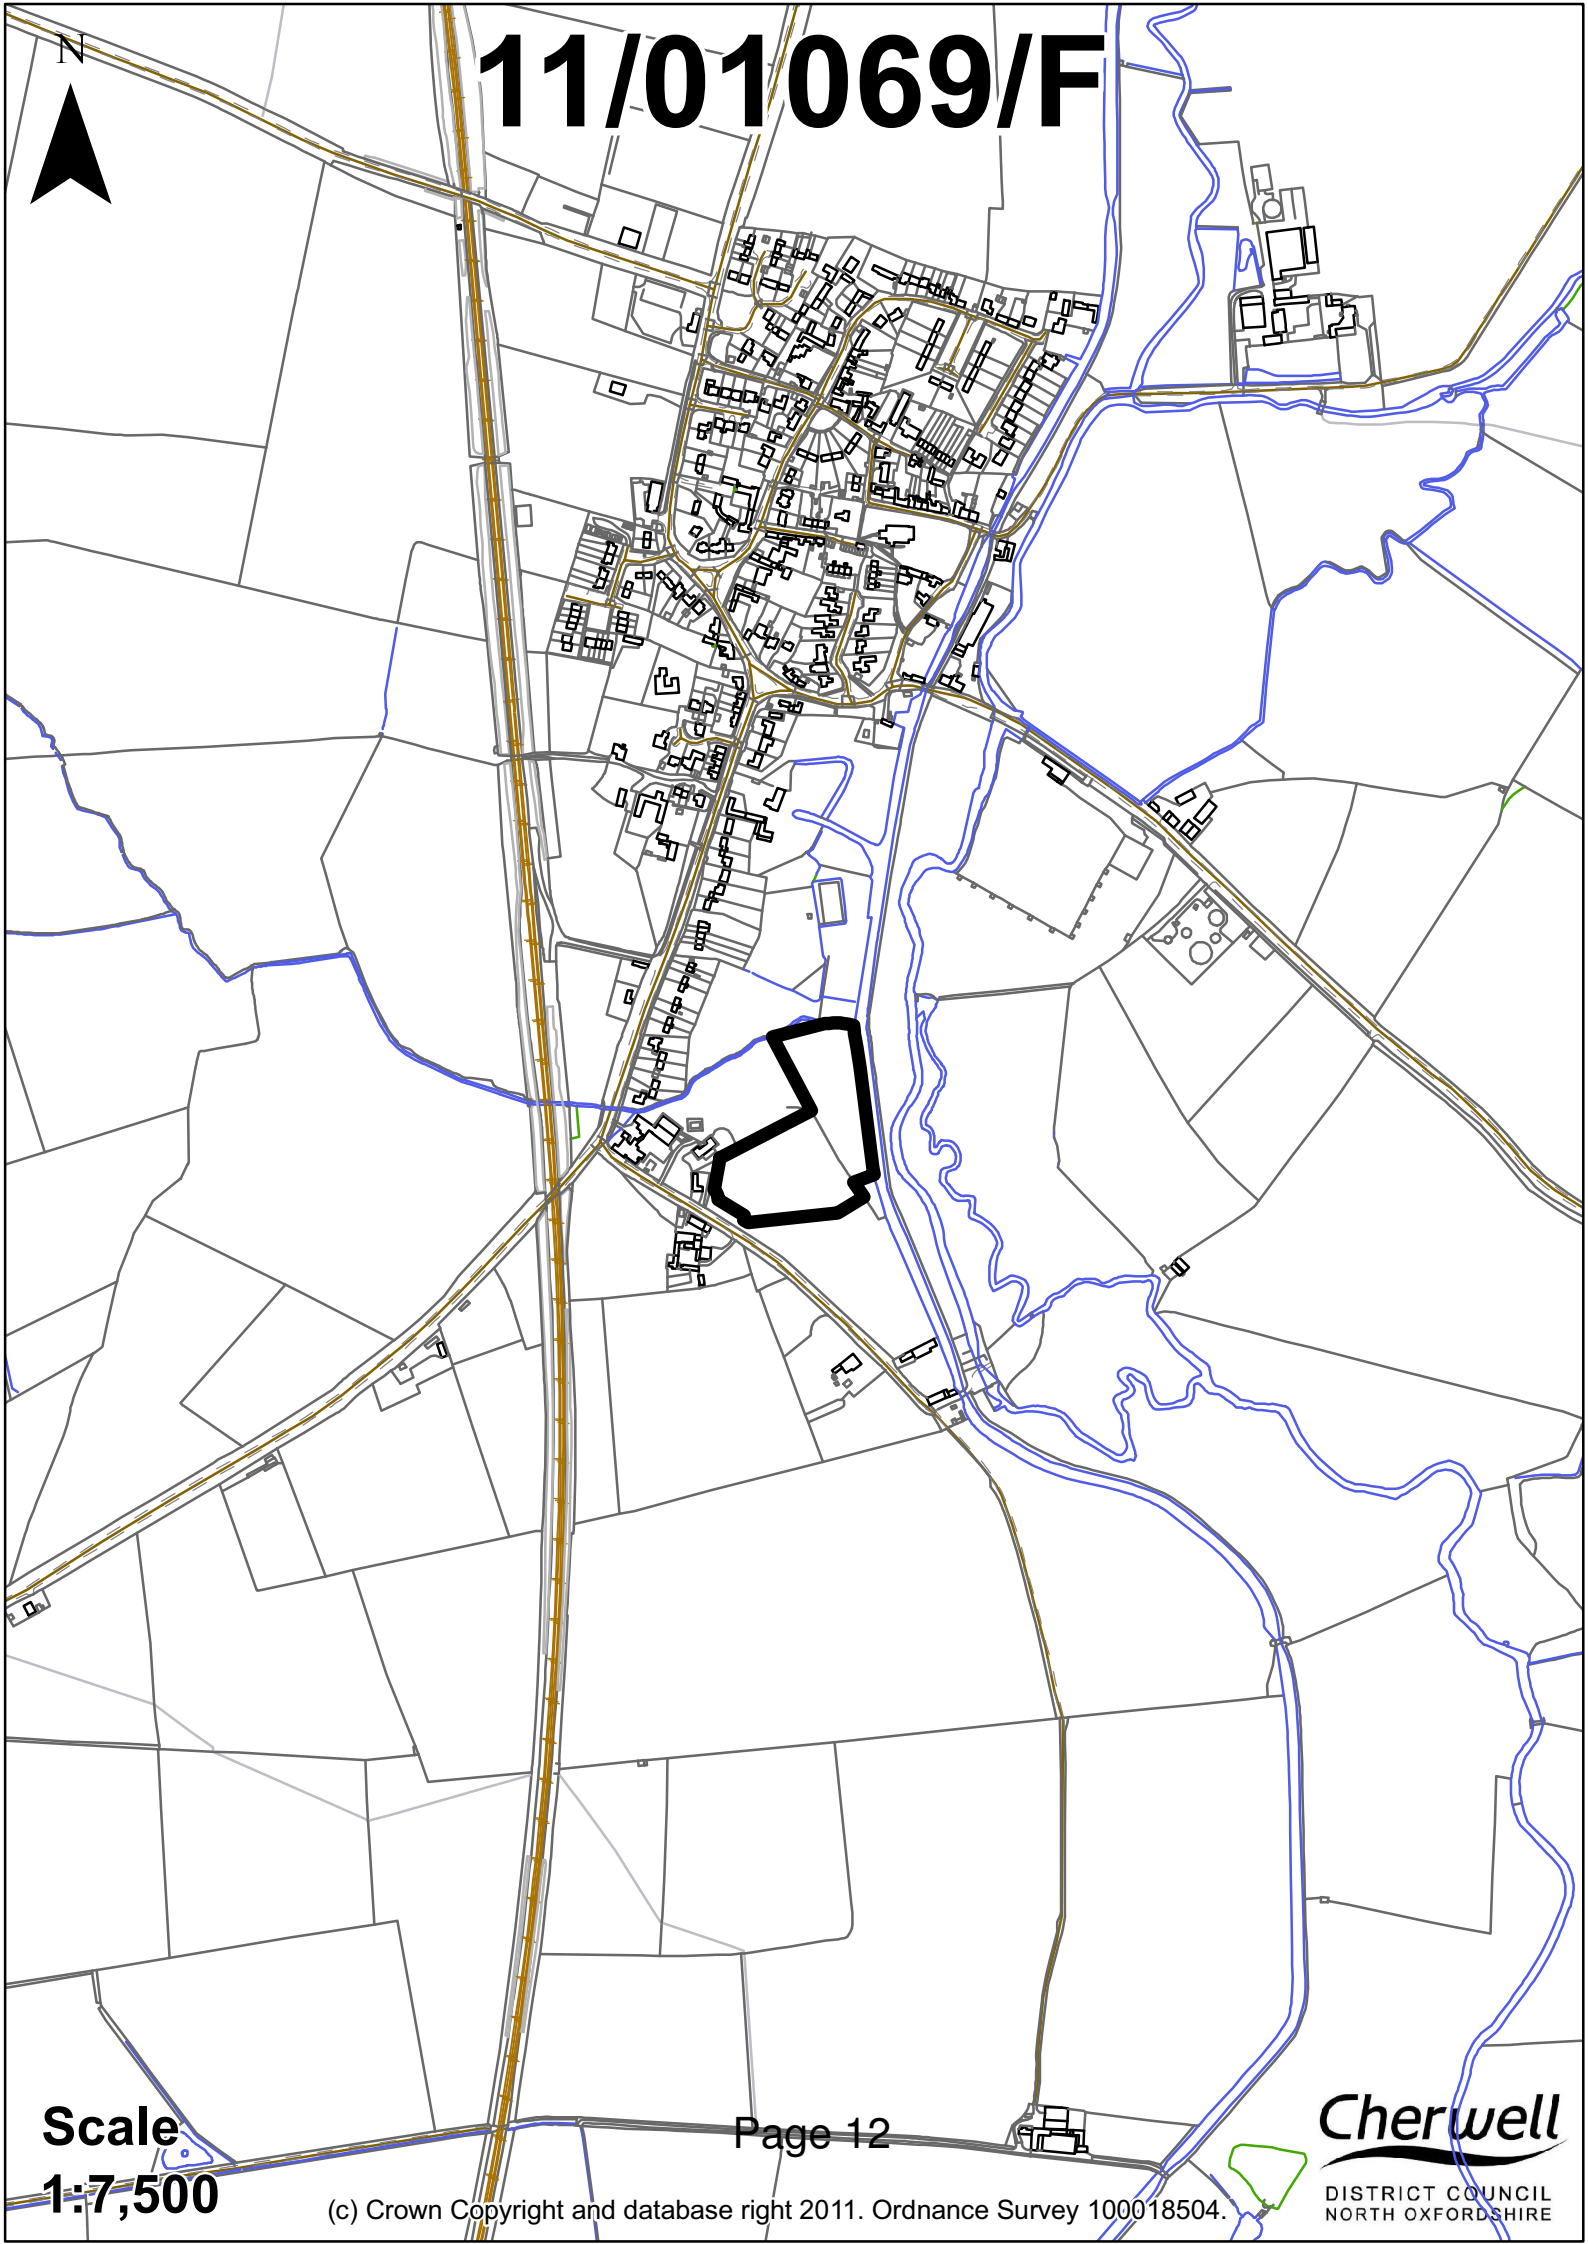 N
11/01069/F
Scale
1:7,500
Page 12
(c) Crown Copyright and database right 2011. Ordnance Survey 100018504.
Cherwell
DISTRICT COUNCIL
NORTH OXFORDSHIRE